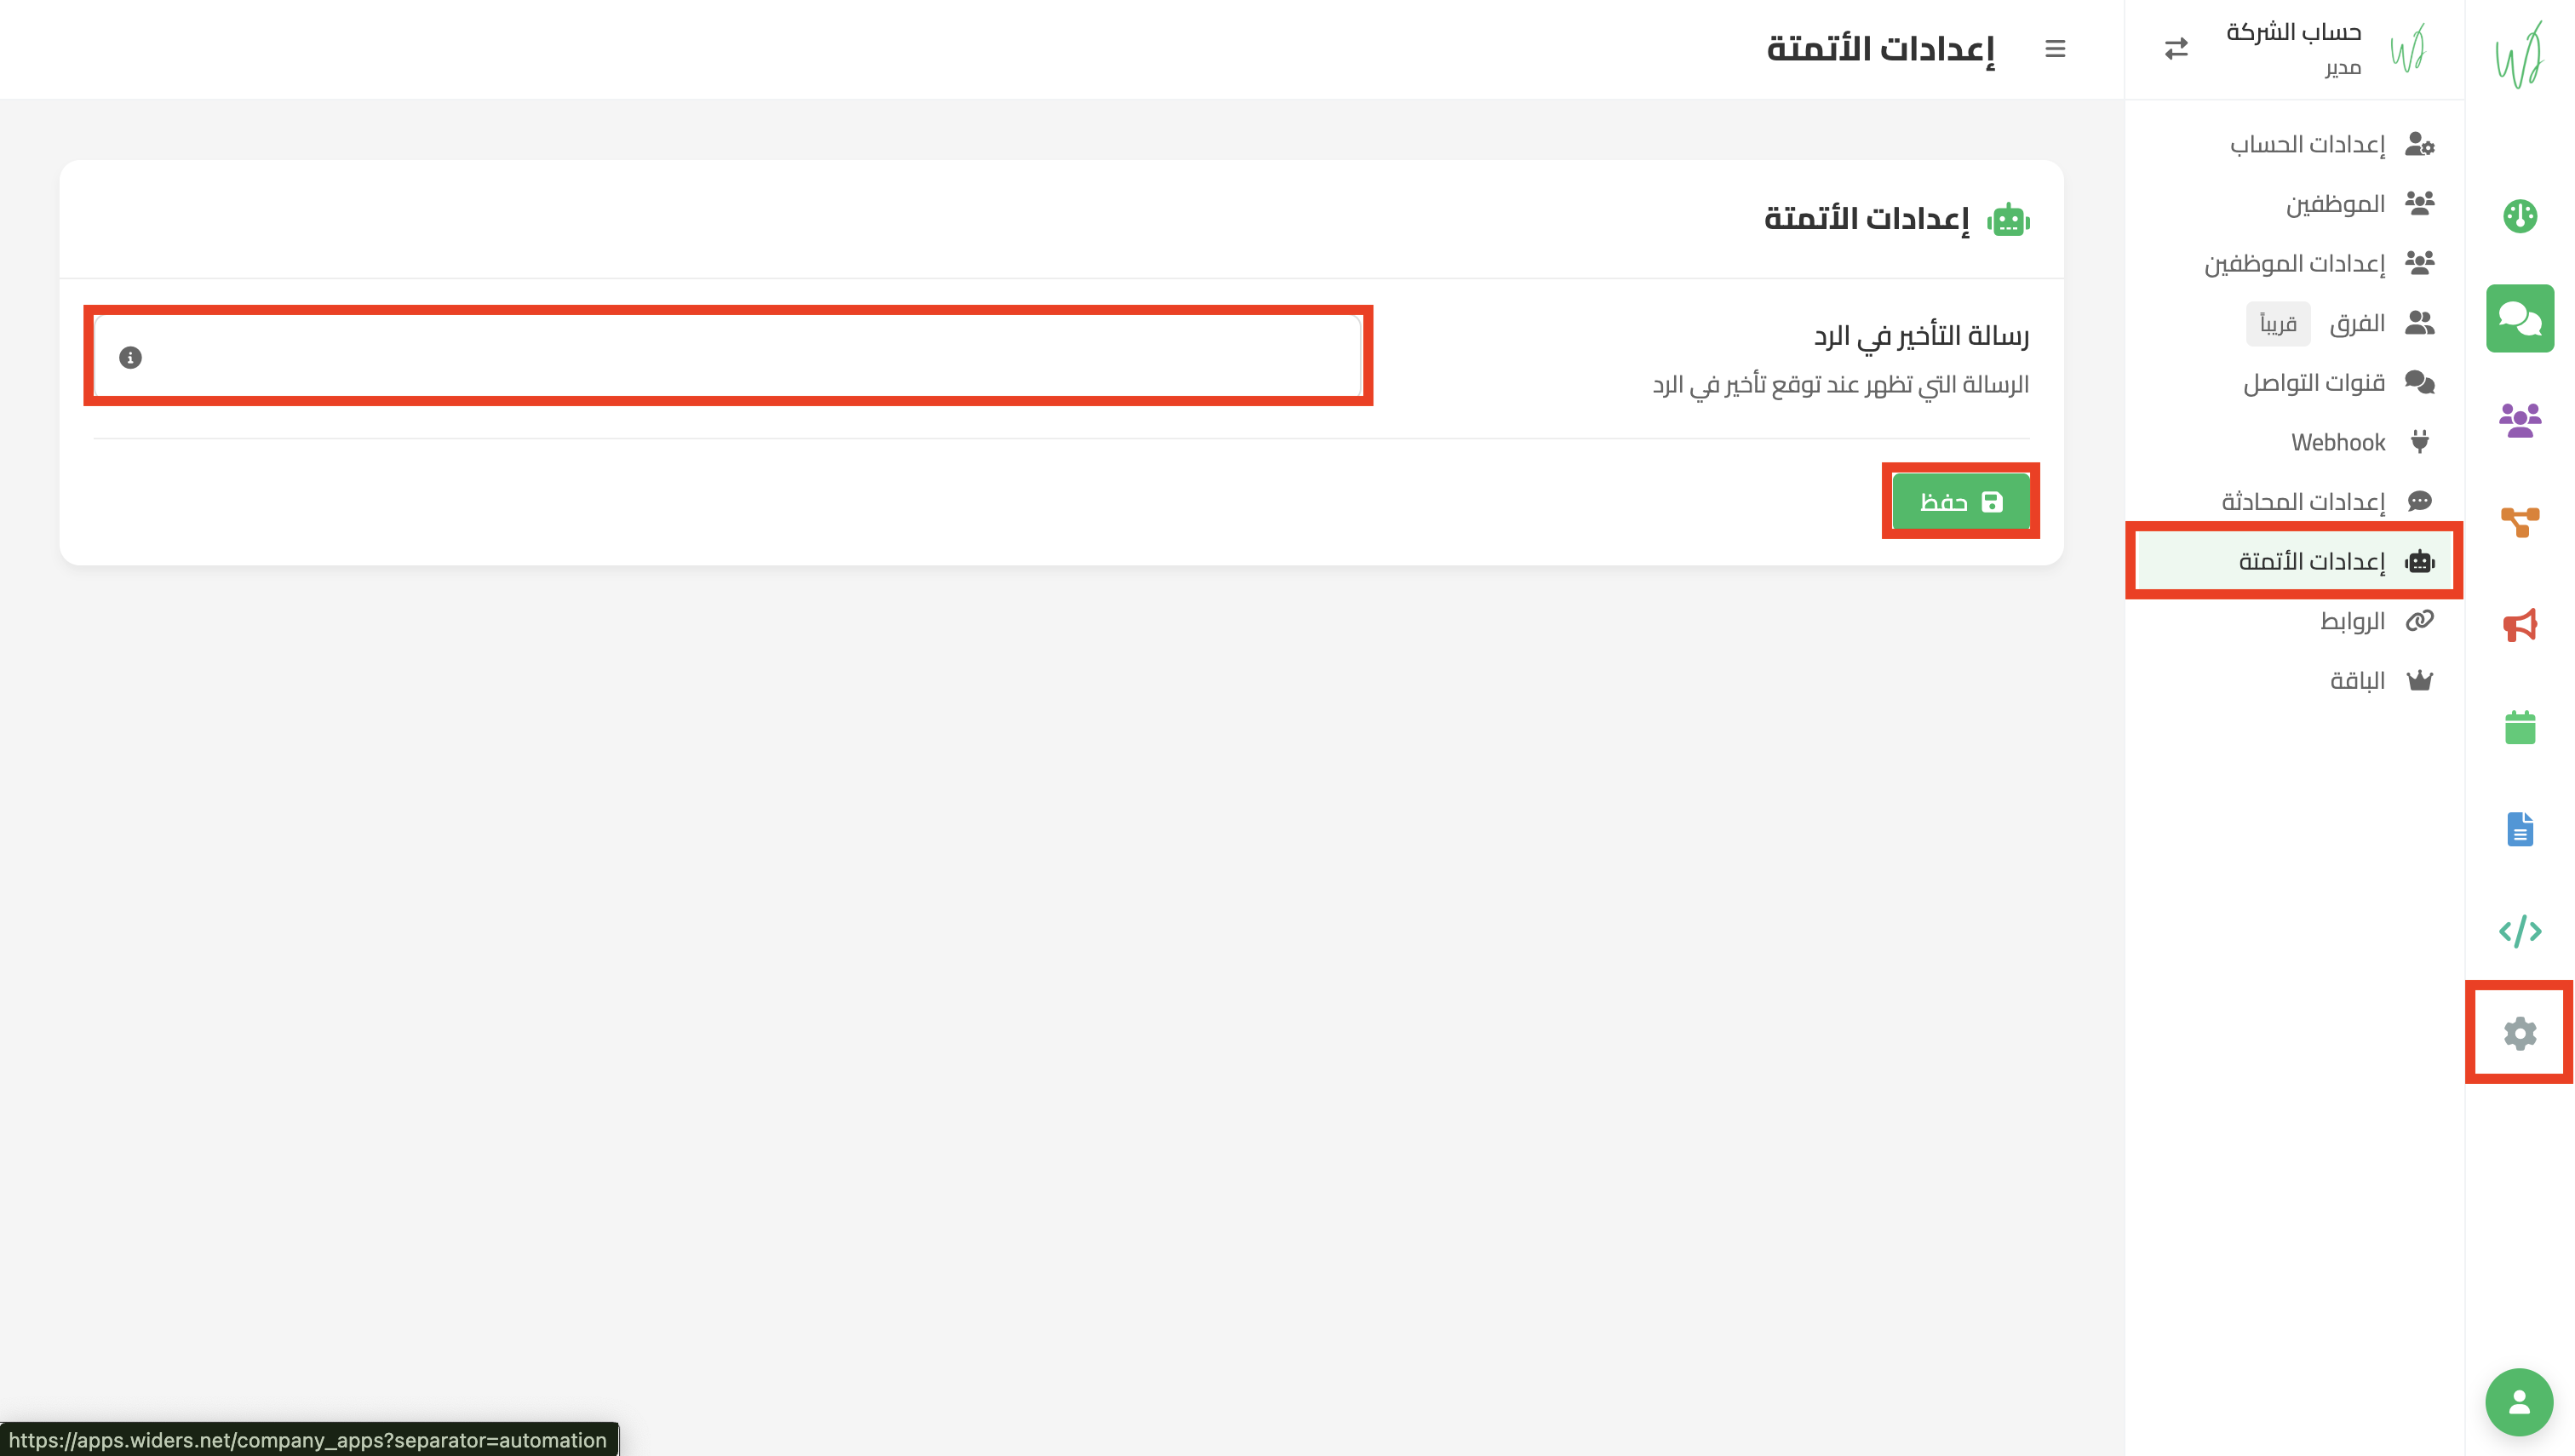 حساب الشركة
مدير
إعدادات الحساب
الموظفين
إعدادات الموظفين
الفرق قريباً
قنوات التواصل
Webhook
إعدادات المحادثة
إعدادات الأتمتة
الروابط
الباقة
إعدادات الأتمتة
إعدادات الأتمتة
رسالة التأخير في الرد
الرسالة التي تظهر عند توقع تأخير في الرد
حفظ
https://apps.widers.net/company_apps?separator=automation